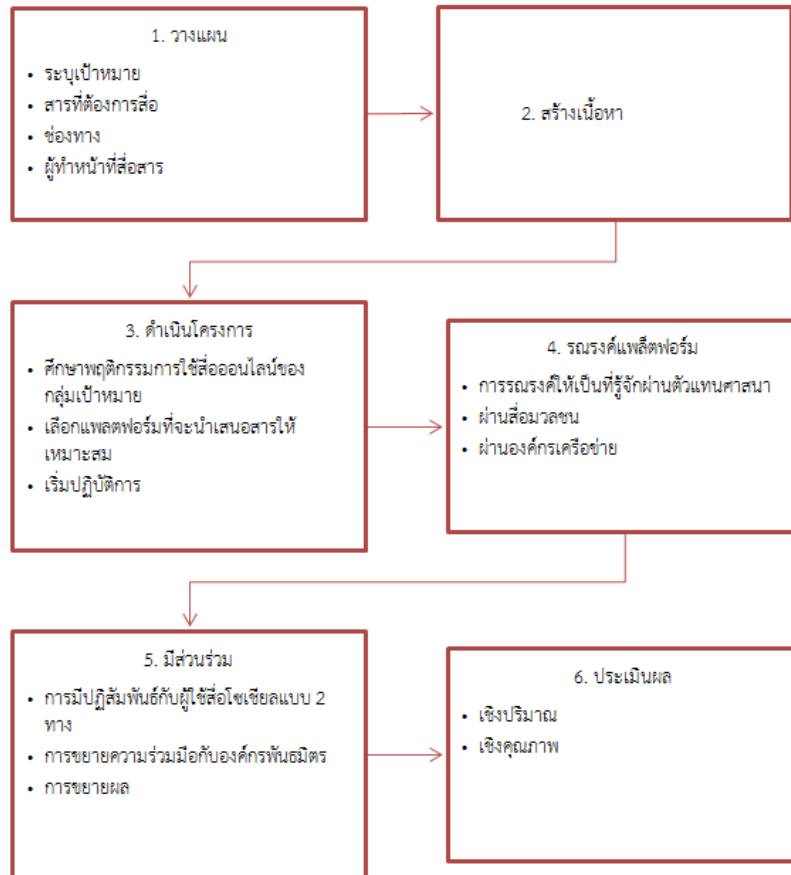 1. วางแผน
• ระบุเป้าหมาย
• สารที่ต้องการสื่อ
• ช่องทาง
• ผู้ทำหน้าที่สื่อสาร
2. สร้างเนื้อหา
3. ดำเนินโครงการ
• ศึกษาพฤติกรรมการใช้สื่อออนไลน์ของ
กลุ่มเป้าหมาย
• เลือกแพลตฟอร์มที่จะนำเสนอสารให้
เหมาะสม
• เริ่มปฏิบัติการ
4. รณรงค์แพล็ตฟอร์ม
• การรณรงค์ให้เป็นที่รู้จักผ่านตัวแทนศาสนา
• ผ่านสื่อมวลชน
• ผ่านองค์กรเครือข่าย
5. มีส่วนร่วม
• การมีปฏิสัมพันธ์กับผู้ใช้สื่อโซเชียลแบบ 2
ทาง
• การขยายความร่วมมือกับองค์กรพันธมิตร
• การขยายผล
6. ประเมินผล
• เชิงปริมาณ
• เชิงคุณภาพ